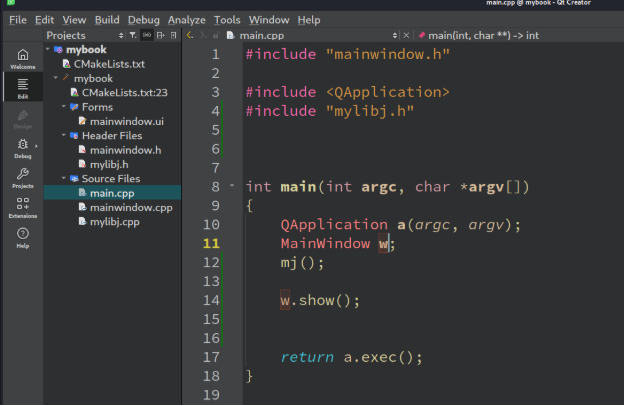 main.cpp @ mybook - Qt Creator
File Edit View Build Debug Analyze Tools Window Help
Projects
main.cpp
main(int, char **) -> int
Welcome
Edit
Design
Debug
Projects
Extensions
Help
mybook
CMakeLists.txt
mybook
CMakeLists.txt:23
Forms
mainwindow.ui
Header Files
mainwindow.h
mylibj.h
Source Files
main.cpp
mainwindow.cpp
mylibj.cpp
1 #include "mainwindow.h"
2
3 #include <QApplication>
4 #include "mylibj.h"
5
6
7
8 int main(int argc, char *argv[])
9 {
10 QApplication a(argc, argv);
11 MainWindow w;
12 mj();
13
14 w.show();
15
16
17 return a.exec();
18 }
19